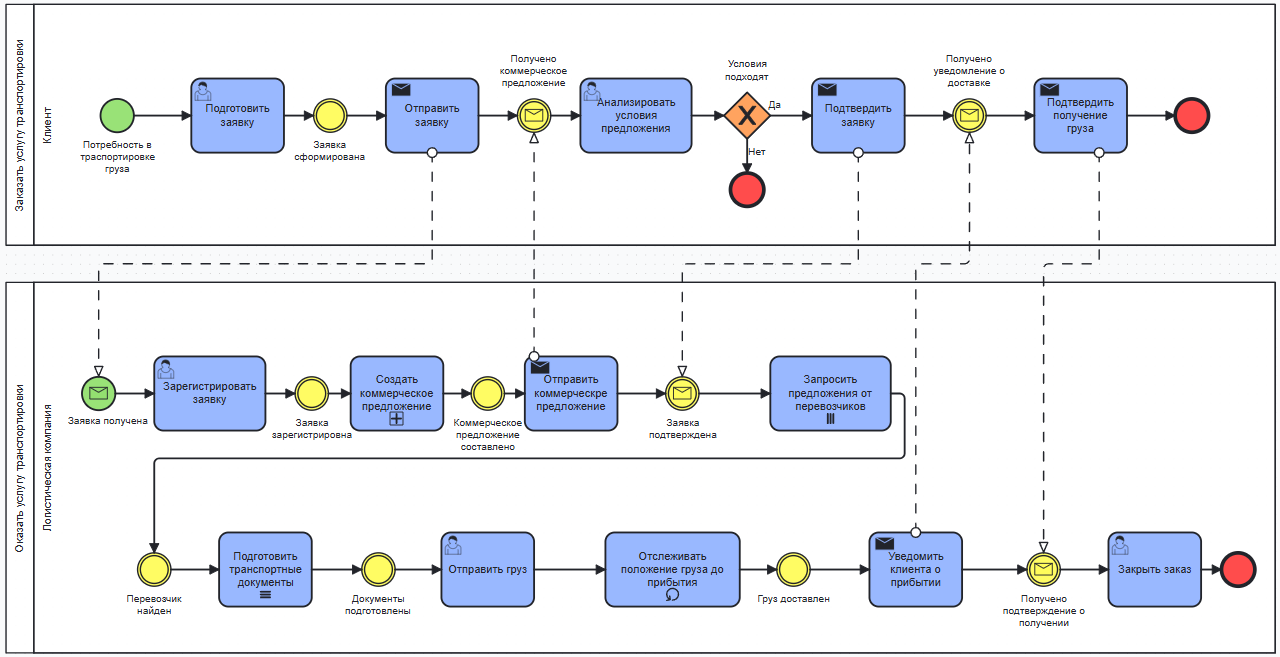 Заказать услугу транспортировки
Клиент
Потребность в
траспортировке
груза
Подготовить
заявку
Заявка
сформирована
Отправить
заявку
Получено
коммерческое
предложение
Анализировать
условия
предложения
Условия
подходят
Да
Нет
Подтвердить
заявку
Получено
уведомление о
доставке
Подтвердить
получение
груза
Оказать услугу транспортировки
Логистическая компания
Заявка получена
Зарегистрировать
заявку
Заявка
зарегистрировна
Создать
коммерческое
предложение
Коммерческое
предложение
составлено
Отправить
коммерческре
предложение
Заявка
подтверждена
Запросить
предложения от
перевозчиков
Перевозчик
найден
Подготовить
транспортные
документы
Документы
подготовлены
Отправить груз
Отслеживать
положение груза до
прибытия
Груз доставлен
Уведомить
клиента о
прибытии
Получено
подтверждение о
получении
Закрыть заказ